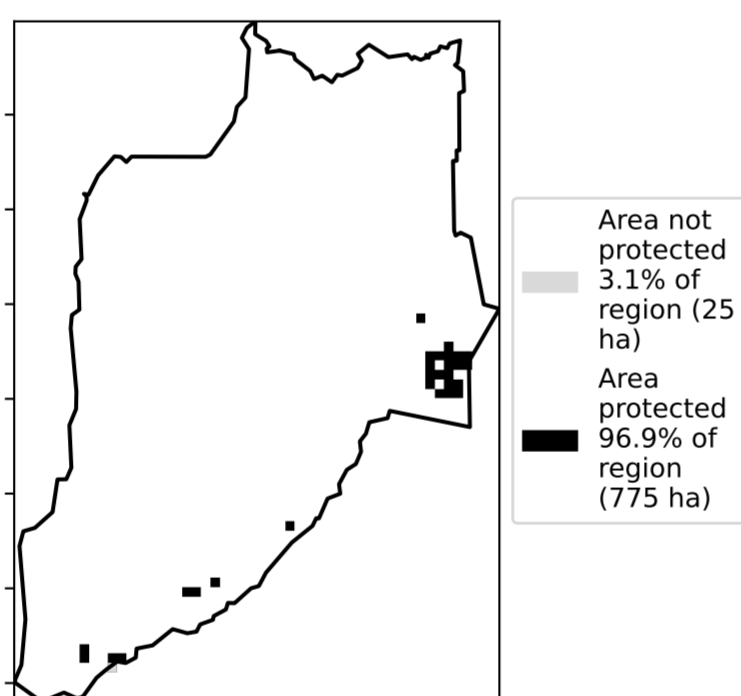 Area not
protected
3.1% of
region (25
ha)
Area
protected
96.9% of
region
(775 ha)